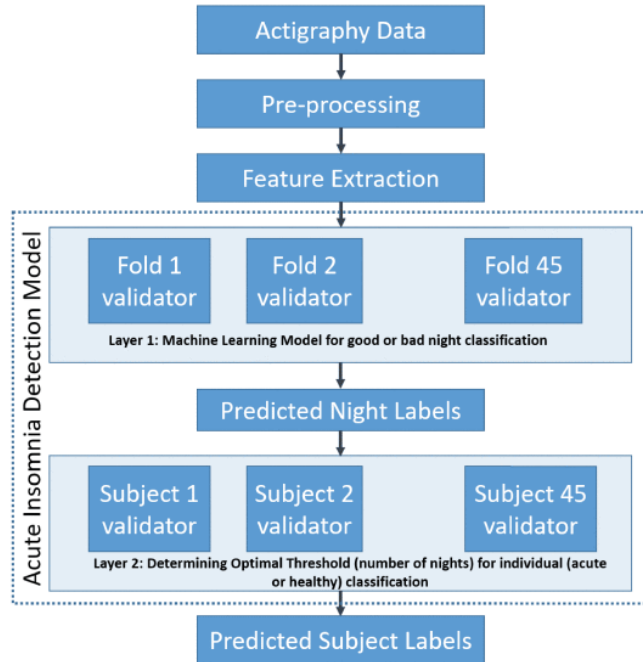 Actigraphy Data
Pre-processing
Feature Extraction
Acute Insomnia Detection Model
Fold 1
validator
Fold 2
validator
Fold 45
validator
Layer 1: Machine Learning Model for good or bad night classification
Predicted Night Labels
Subject 1
validator
Subject 2
validator
Subject 45
validator
Layer 2: Determining Optimal Threshold (number of nights) for individual (acute
or healthy) classification
Predicted Subject Labels